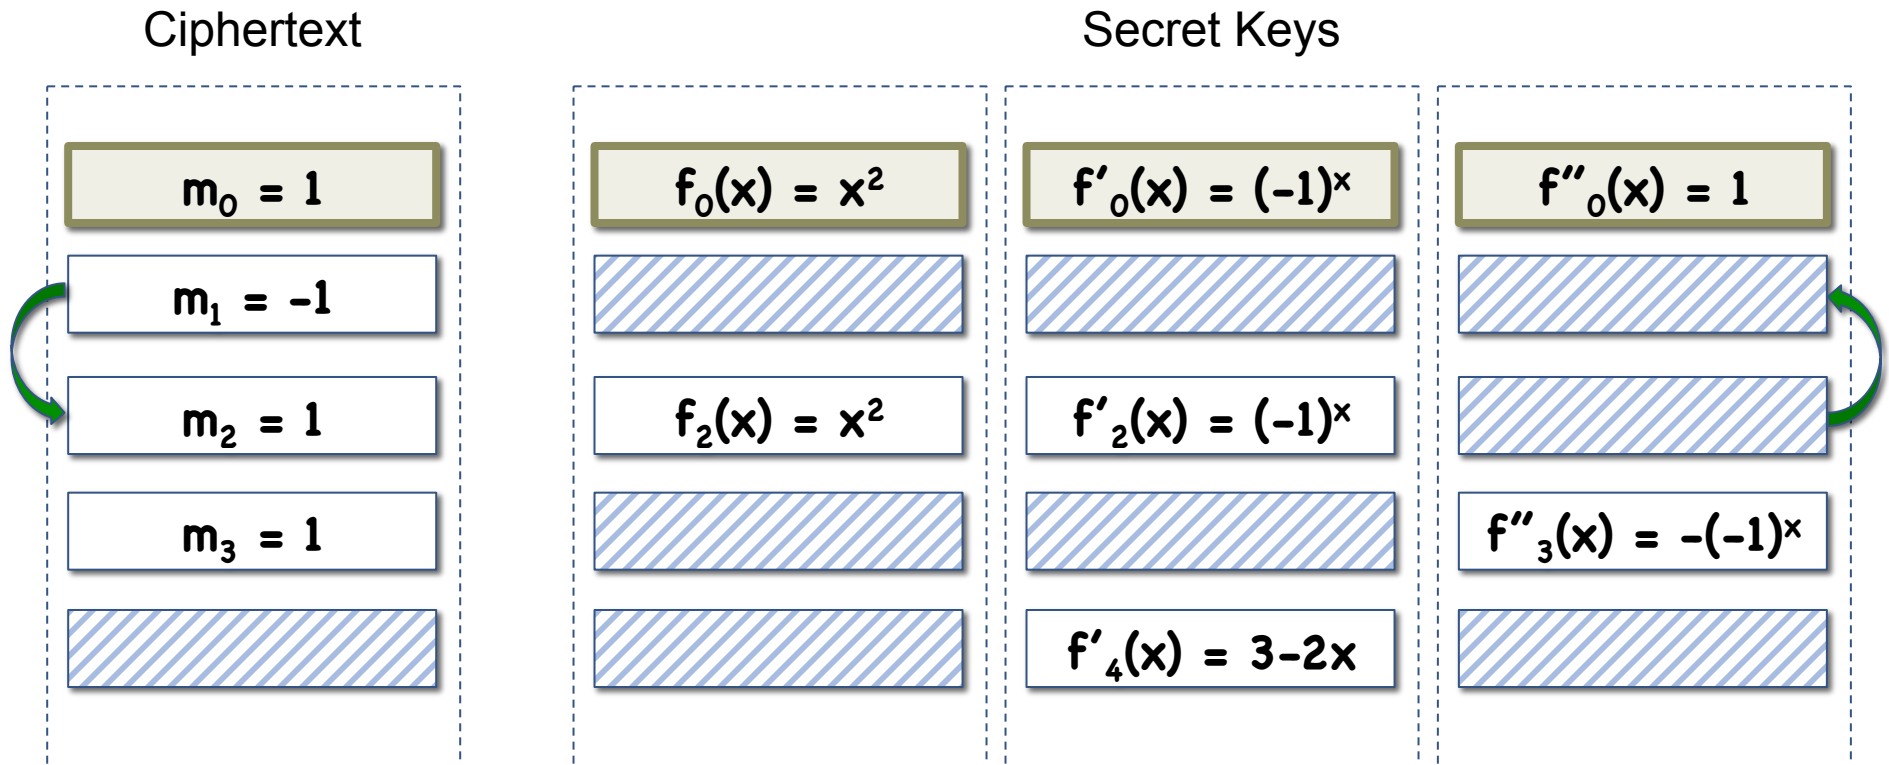 Ciphertext
Secret Keys
m₀ = 1
f₀(x) = x²
f′₀(x) = (-1)ˣ
f″₀(x) = 1
m₁ = -1
m₂ = 1
f₂(x) = x²
f′₂(x) = (-1)ˣ
m₃ = 1
f″₃(x) = -(-1)ˣ
f′₄(x) = 3-2x